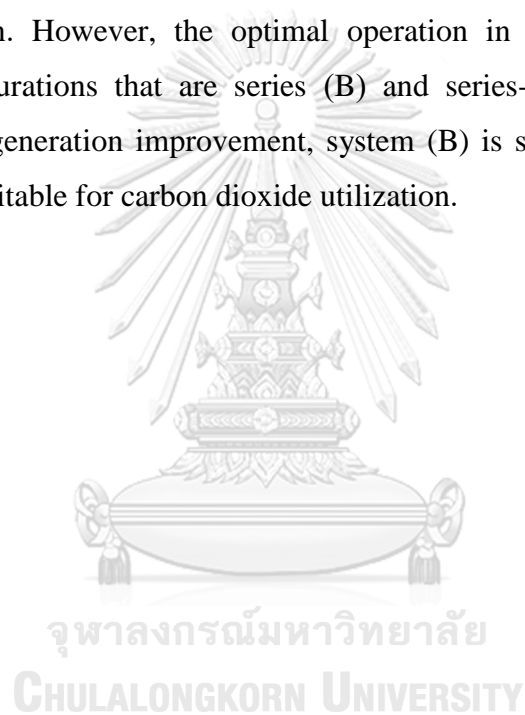 n. However, the optimal operation in
urations that are series (B) and series-
generation improvement, system (B) is s
itable for carbon dioxide utilization.
จุฬาลงกรณ์มหาวิทยาลัย
CHULALONGKORN UNIVERSITY